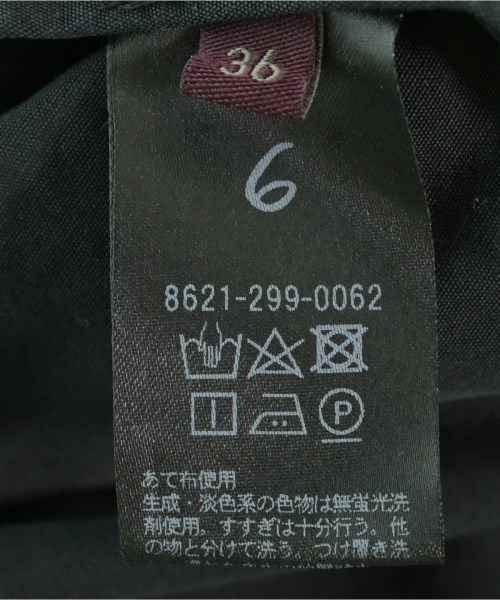 36
6
8621-299-0062
P
あて布使用
生成・淡色系の色物は無蛍光洗
剤使用。すすぎは十分行う。他
の物と分けて洗う。つけ置き洗